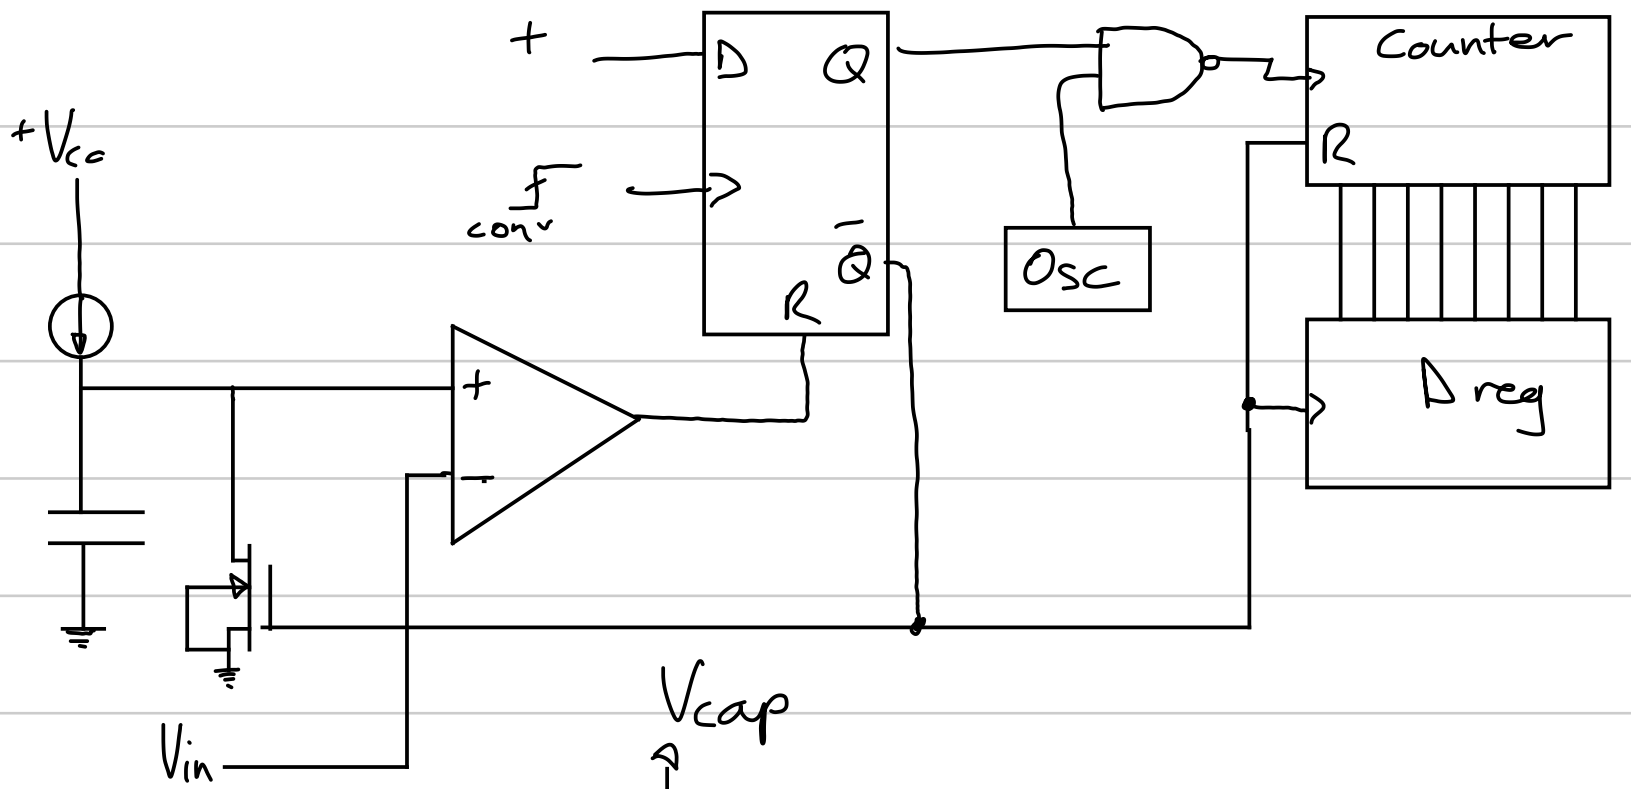 +
D
Q
Counter
+Vcc
conv
R
Q̅
R
Osc
+
D reg
-
Vcap
Vin